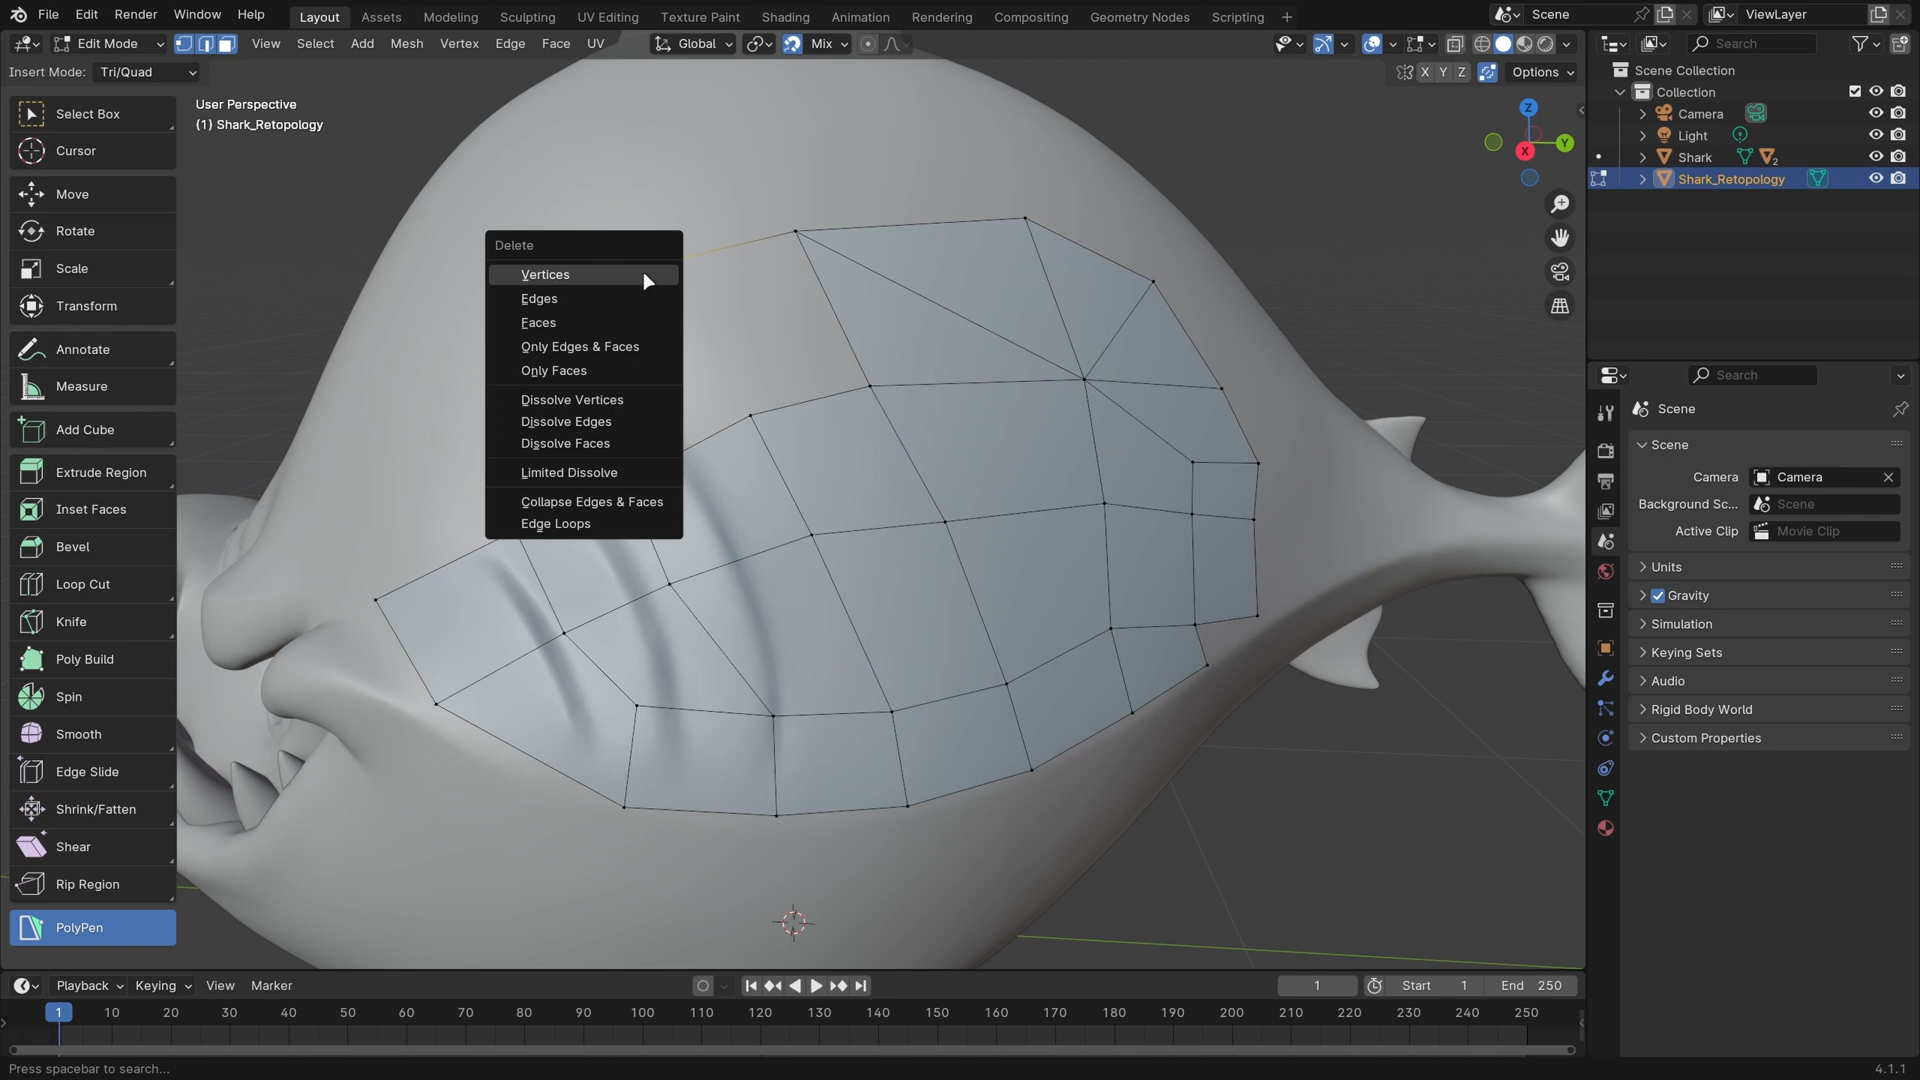 File Edit Render Window Help Layout Assets Modeling Sculpting UV Editing Texture Paint Shading Animation Rendering Compositing Geometry Nodes Scripting + Scene ViewLayer
Edit Mode View Select Add Mesh Vertex Edge Face UV Global Mix Search
Insert Mode: Tri/Quad X Y Z Options
User Perspective
(1) Shark_Retopology
Select Box
Cursor
Move
Rotate
Scale
Transform
Annotate
Measure
Add Cube
Extrude Region
Inset Faces
Bevel
Loop Cut
Knife
Poly Build
Spin
Smooth
Edge Slide
Shrink/Fatten
Shear
Rip Region
PolyPen
Delete
Vertices
Edges
Faces
Only Edges & Faces
Only Faces
Dissolve Vertices
Dissolve Edges
Dissolve Faces
Limited Dissolve
Collapse Edges & Faces
Edge Loops
Z
Y
X
Scene Collection
Collection
Camera
Light
Shark 2
Shark_Retopology
Search
Scene
Scene
Camera Camera
Background Sc... Scene
Active Clip Movie Clip
Units
Gravity
Simulation
Keying Sets
Audio
Rigid Body World
Custom Properties
Playback Keying View Marker 1 Start 1 End 250
1 10 20 30 40 50 60 70 80 90 100 110 120 130 140 150 160 170 180 190 200 210 220 230 240 250
Press spacebar to search... 4.1.1